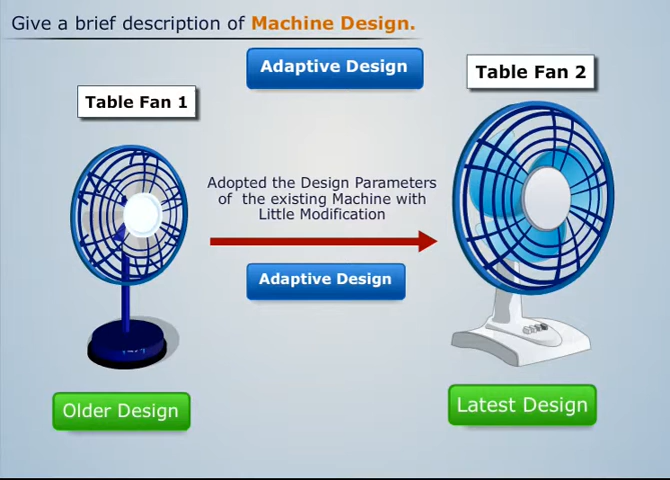 Give a brief description of Machine Design.
Adaptive Design
Table Fan 1
Table Fan 2
Adopted the Design Parameters
of the existing Machine with
Little Modification
Adaptive Design
Older Design
Latest Design